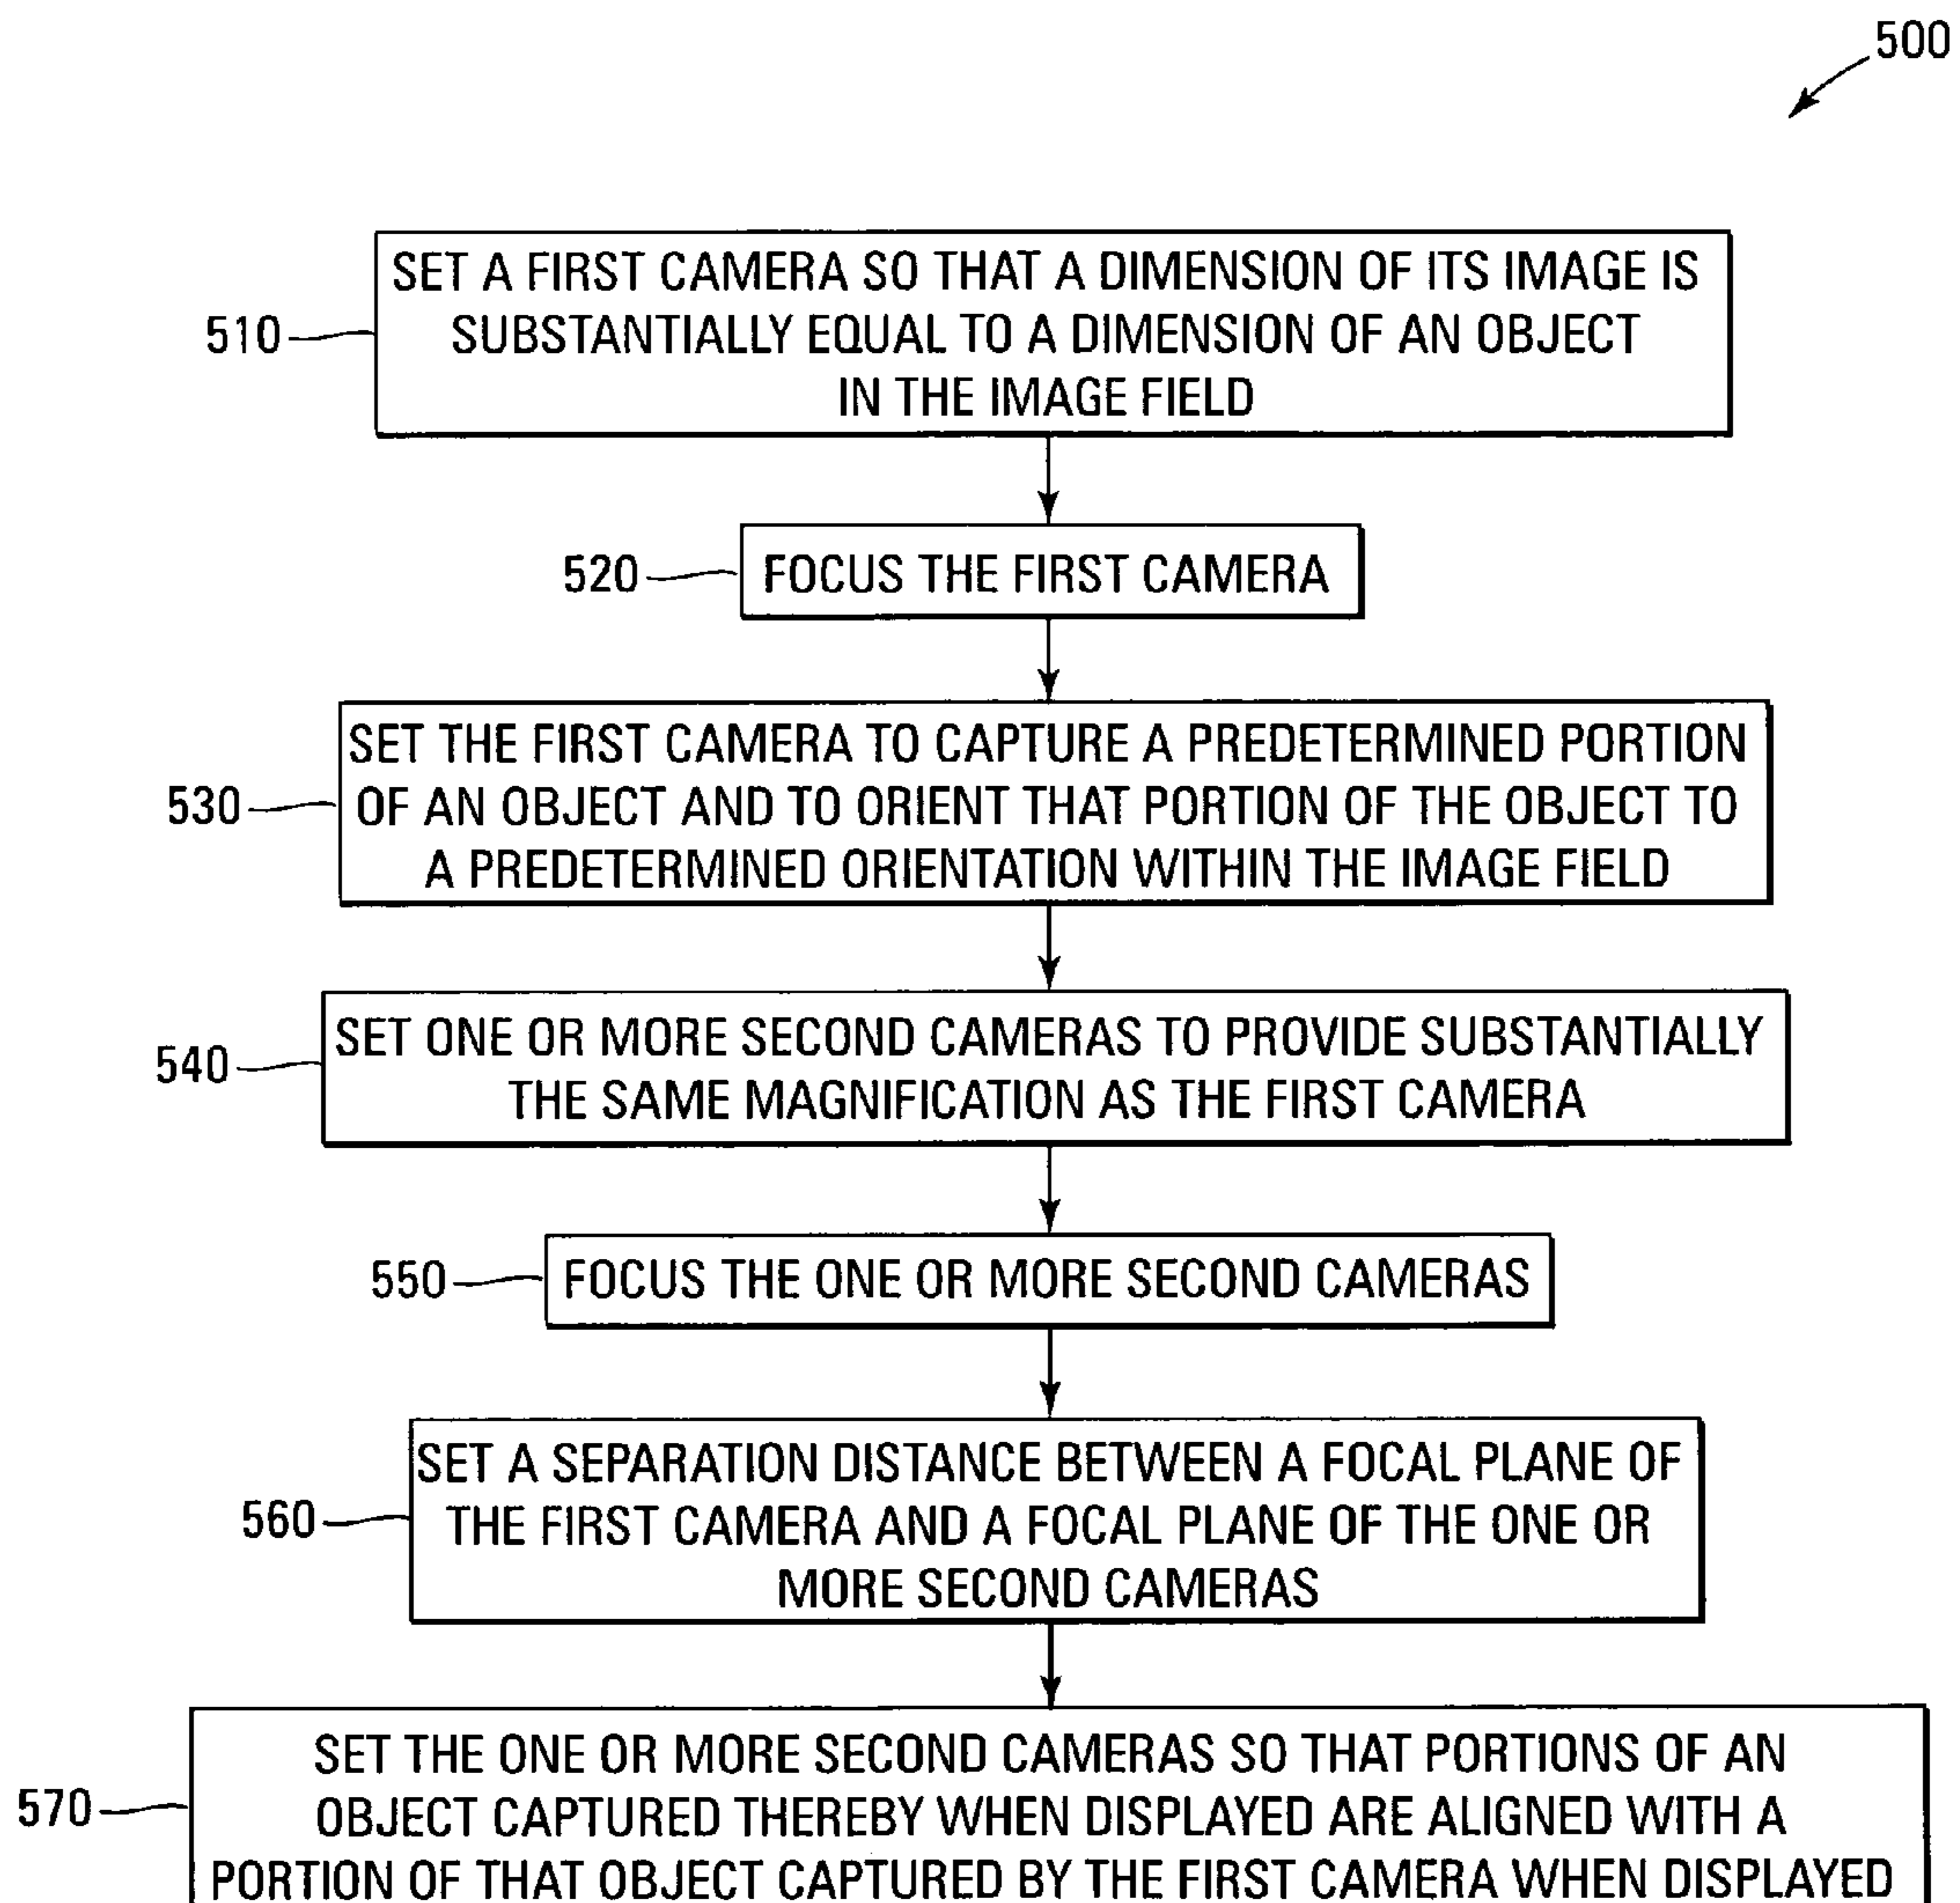 500
SET A FIRST CAMERA SO THAT A DIMENSION OF ITS IMAGE IS
SUBSTANTIALLY EQUAL TO A DIMENSION OF AN OBJECT
IN THE IMAGE FIELD
510
FOCUS THE FIRST CAMERA
520
SET THE FIRST CAMERA TO CAPTURE A PREDETERMINED PORTION
OF AN OBJECT AND TO ORIENT THAT PORTION OF THE OBJECT TO
A PREDETERMINED ORIENTATION WITHIN THE IMAGE FIELD
530
SET ONE OR MORE SECOND CAMERAS TO PROVIDE SUBSTANTIALLY
THE SAME MAGNIFICATION AS THE FIRST CAMERA
540
FOCUS THE ONE OR MORE SECOND CAMERAS
550
SET A SEPARATION DISTANCE BETWEEN A FOCAL PLANE OF
THE FIRST CAMERA AND A FOCAL PLANE OF THE ONE OR
MORE SECOND CAMERAS
560
SET THE ONE OR MORE SECOND CAMERAS SO THAT PORTIONS OF AN
OBJECT CAPTURED THEREBY WHEN DISPLAYED ARE ALIGNED WITH A
PORTION OF THAT OBJECT CAPTURED BY THE FIRST CAMERA WHEN DISPLAYED
570